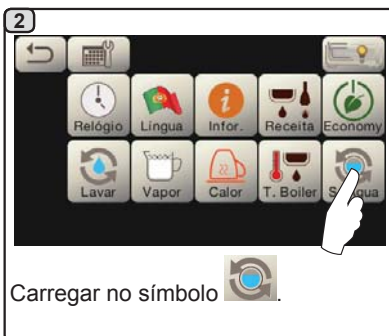 2
Relógio Língua Infor. Receita Economy
Lavar Vapor Calor T. Boiler
Carregar no símbolo .